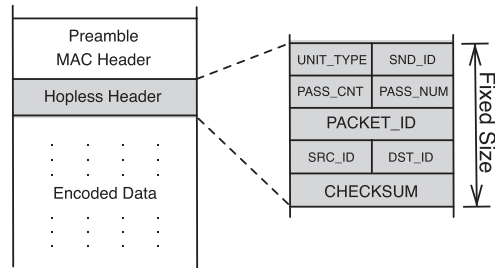 Preamble
MAC Header
Hopless Header
Encoded Data
UNIT_TYPE SND_ID
PASS_CNT PASS_NUM
PACKET_ID
SRC_ID DST_ID
CHECKSUM
Fixed Size